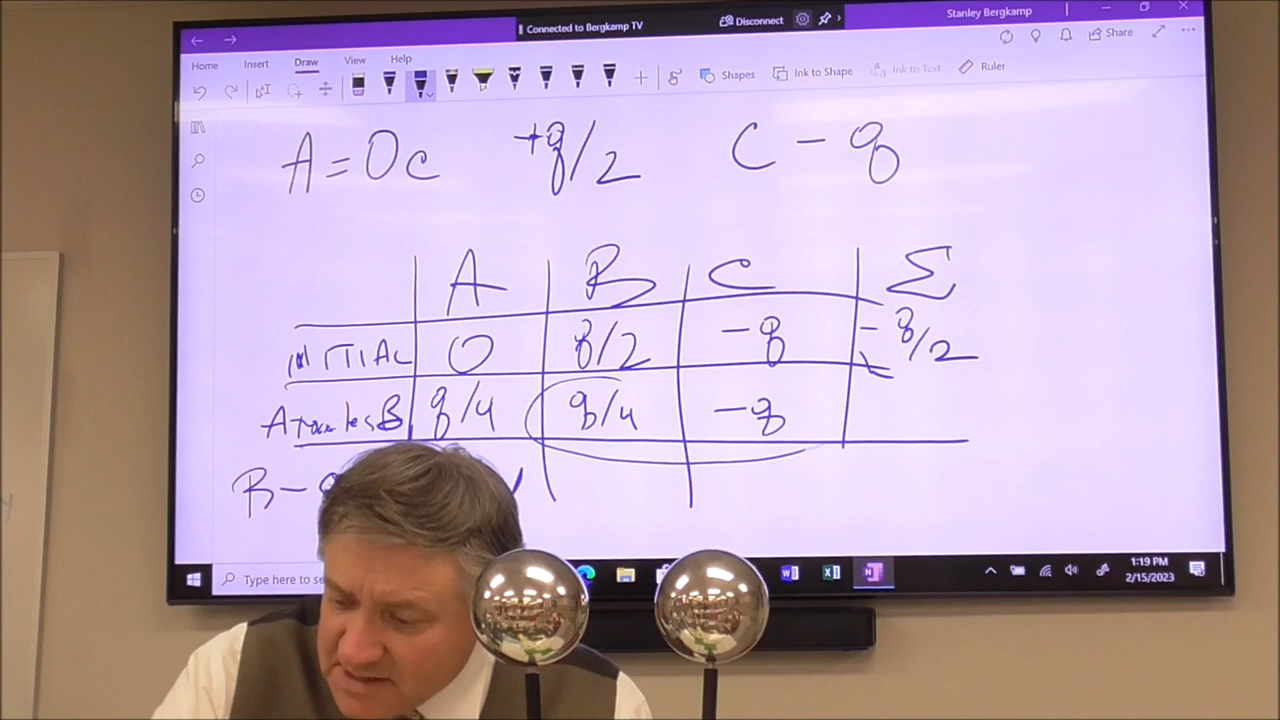 Connected to Bergkamp TV
Disconnect
Stanley Bergkamp
Home Insert Draw View Help
Share
Shapes Ink to Shape Ink to Text Ruler
A = 0c +q/2 C - q
A B C Σ
INITIAL 0 q/2 -q - q/2
A touches B q/4 q/4 -q
B -
Type here to se
1:19 PM
2/15/2023